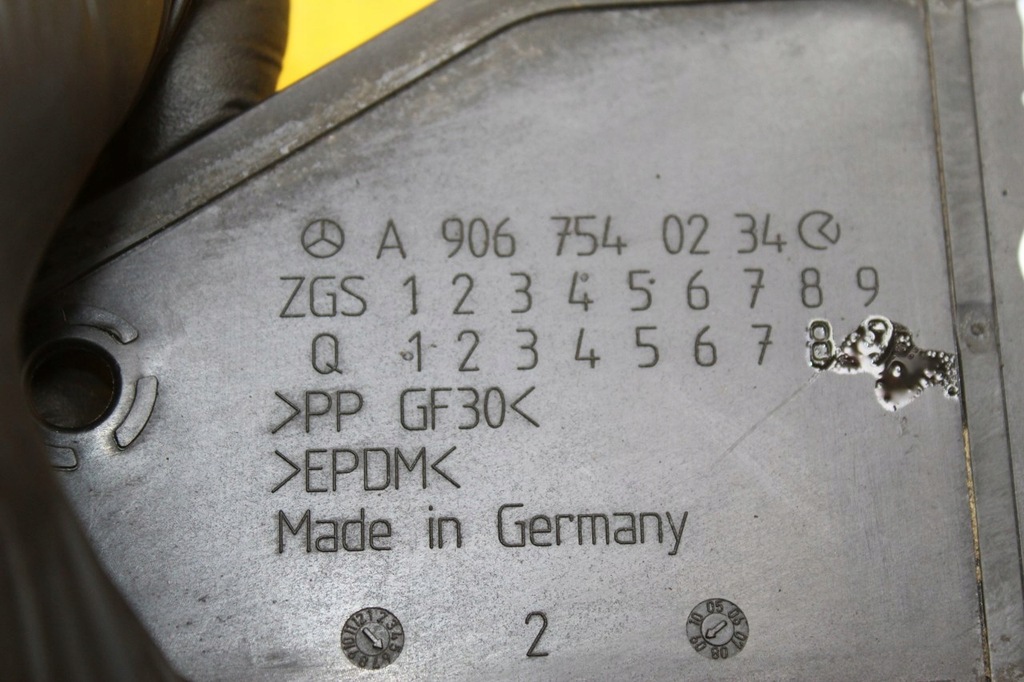 A 906 754 02 34
ZGS 1 2 3 4 5 6 7 8 9
Q 1 2 3 4 5 6 7 8
>PP GF30<
>EPDM<
Made in Germany
2